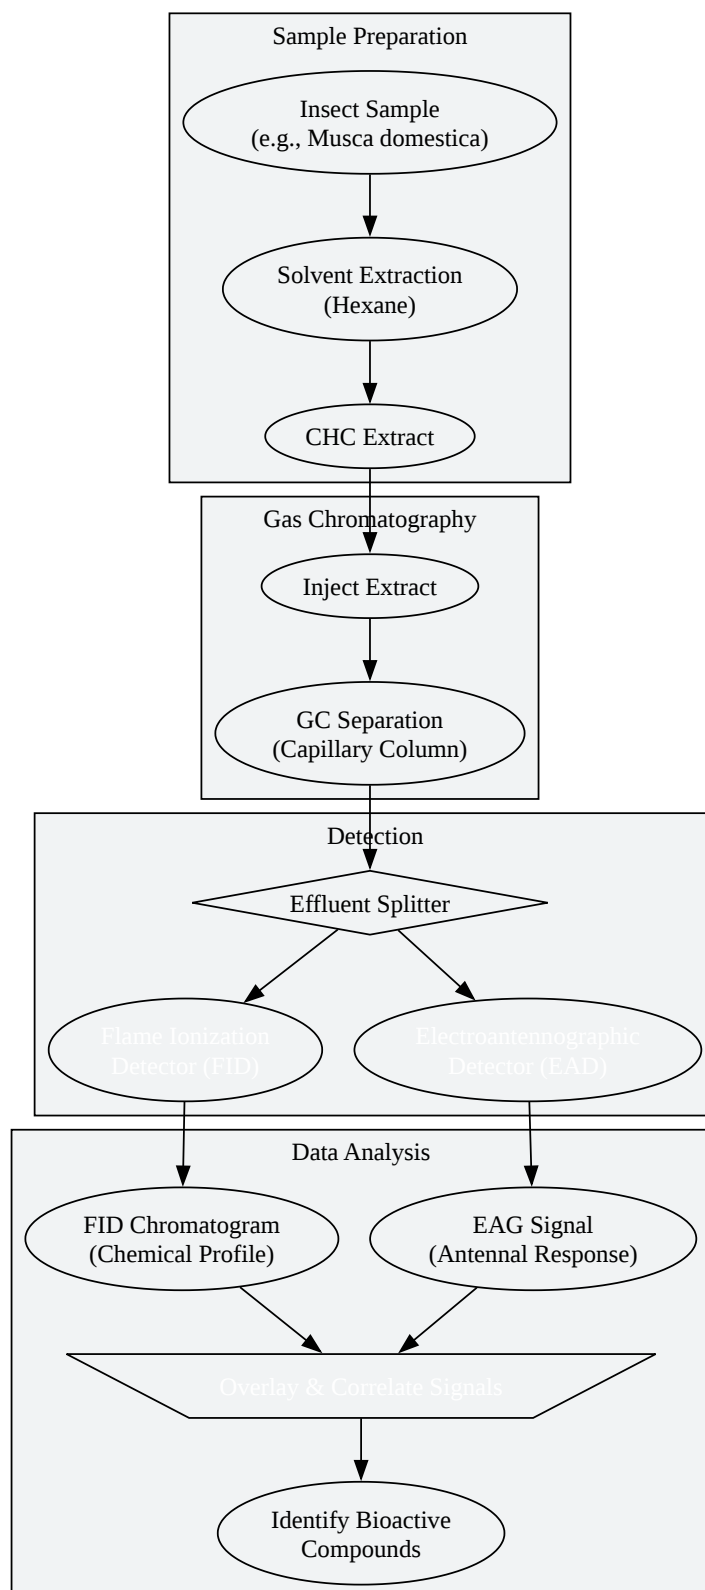 Sample Preparation
Insect Sample
(e.g., Musca domestica)
Solvent Extraction
(Hexane)
CHC Extract
Gas Chromatography
Inject Extract
GC Separation
(Capillary Column)
Detection
Effluent Splitter
Flame Ionization
Detector (FID)
Electroantennographic
Detector (EAD)
Data Analysis
FID Chromatogram
(Chemical Profile)
EAG Signal
(Antennal Response)
Overlay & Correlate Signals
Identify Bioactive
Compounds